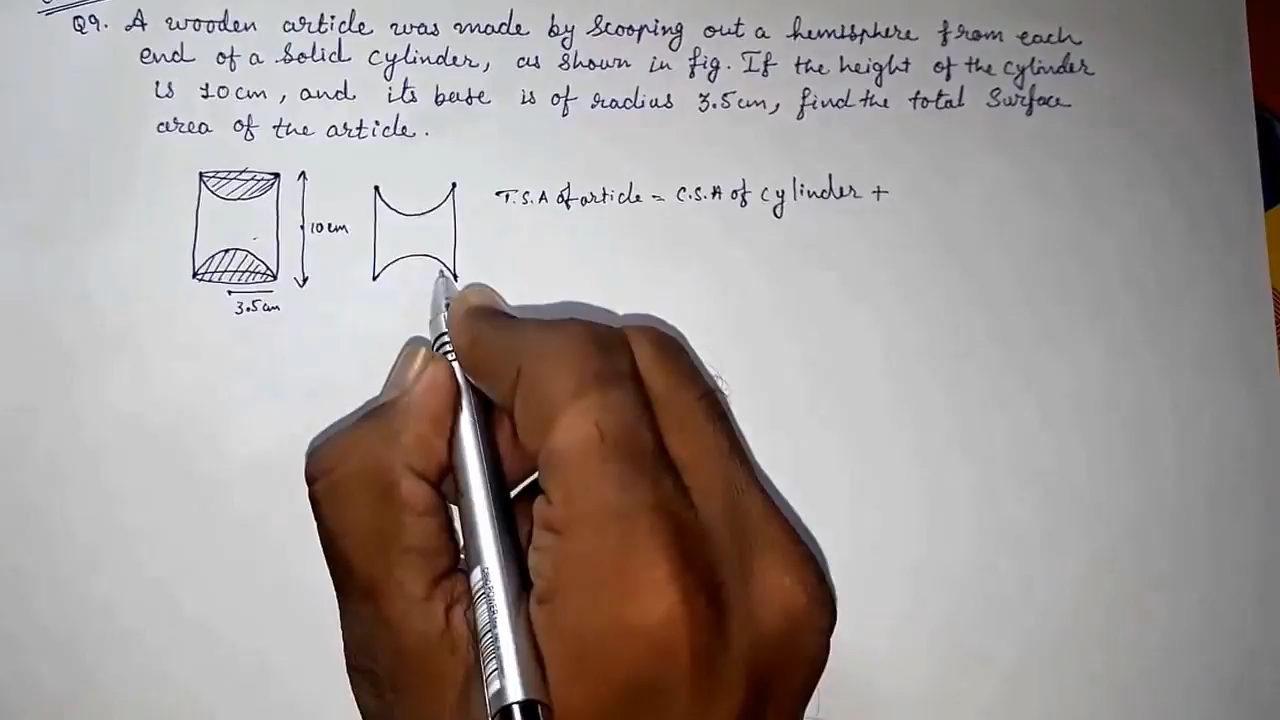 Q9. A wooden article was made by scooping out a hemisphere from each
end of a solid cylinder, as shown in fig. If the height of the cylinder
is 10cm, and its base is of radius 3.5cm, find the total surface
area of the article.
T.S.A of article = C.S.A of cylinder +
10cm
3.5cm